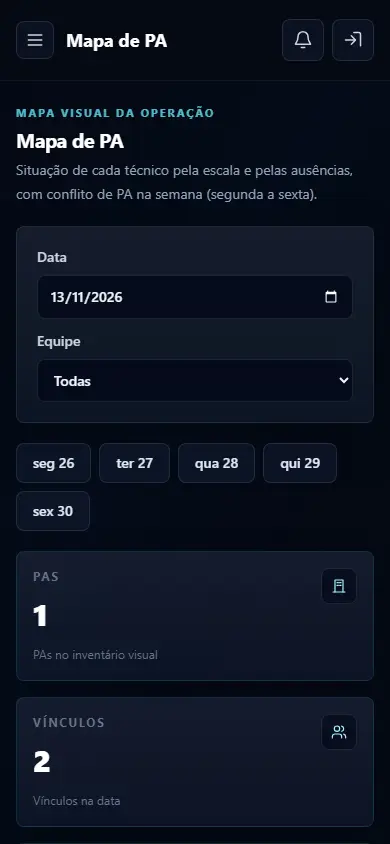 Mapa de PA
MAPA VISUAL DA OPERAÇÃO
Mapa de PA
Situação de cada técnico pela escala e pelas ausências,
com conflito de PA na semana (segunda a sexta).
Data
13/11/2026
Equipe
Todas
seg 26
ter 27
qua 28
qui 29
sex 30
PAS
1
PAs no inventário visual
VÍNCULOS
2
Vínculos na data